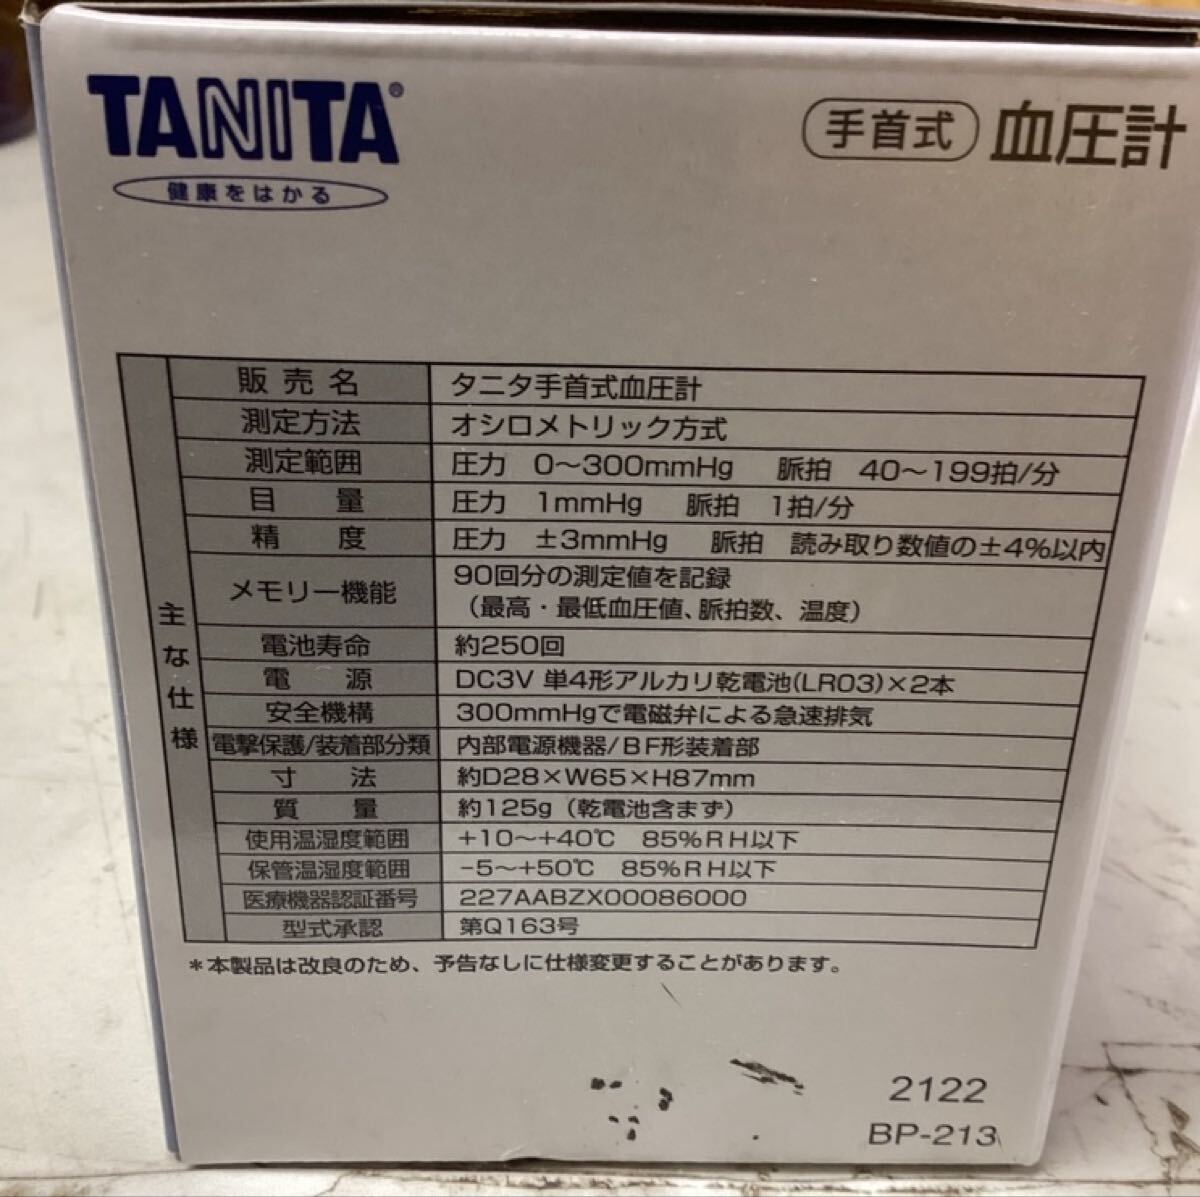 TANITA®
健康をはかる
手首式 血圧計
主な仕様
販売名 タニタ手首式血圧計
測定方法 オシロメトリック方式
測定範囲 圧力 0～300mmHg 脈拍 40～199拍/分
目量 圧力 1mmHg 脈拍 1拍/分
精度 圧力 ±3mmHg 脈拍 読み取り数値の±4%以内
メモリー機能 90回分の測定値を記録
（最高・最低血圧値、脈拍数、温度）
電池寿命 約250回
電源 DC3V 単4形アルカリ乾電池(LR03)×2本
安全機構 300mmHgで電磁弁による急速排気
電撃保護/装着部分類 内部電源機器/BF形装着部
寸法 約D28×W65×H87mm
質量 約125g（乾電池含まず）
使用温湿度範囲 +10～+40℃ 85%RH以下
保管温湿度範囲 -5～+50℃ 85%RH以下
医療機器認証番号 227AABZX00086000
型式承認 第Q163号
＊本製品は改良のため、予告なしに仕様変更することがあります。
2122
BP-213